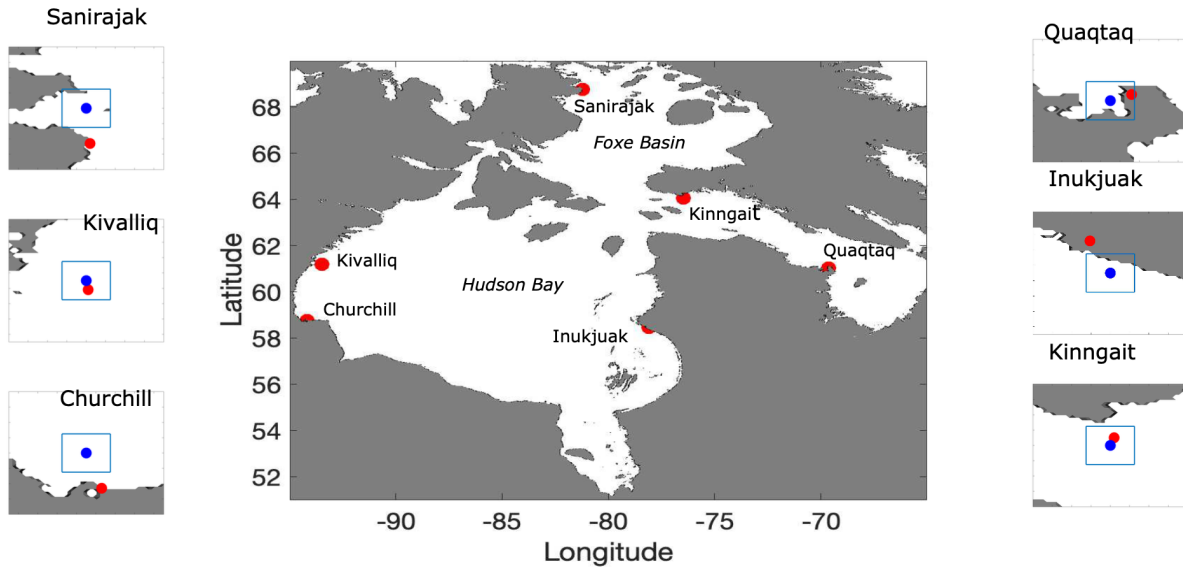 Sanirajak
Kivalliq
Churchill
Latitude
68
66
64
62
60
58
56
54
52
Sanirajak
Foxe Basin
Kinngait
Quaqtaq
Kivalliq
Hudson Bay
Churchill
Inukjuak
-90
-85
-80
-75
-70
Longitude
Quaqtaq
Inukjuak
Kinngait